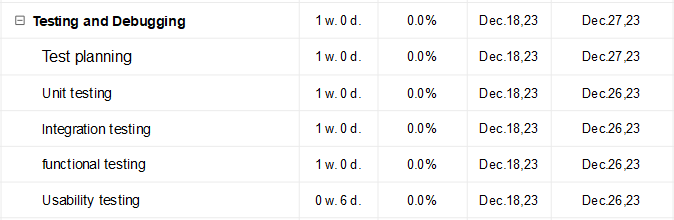 Testing and Debugging 1 w. 0 d. 0.0% Dec.18,23 Dec.27,23
Test planning 1 w. 0 d. 0.0% Dec.18,23 Dec.27,23
Unit testing 1 w. 0 d. 0.0% Dec.18,23 Dec.26,23
Integration testing 1 w. 0 d. 0.0% Dec.18,23 Dec.26,23
functional testing 1 w. 0 d. 0.0% Dec.18,23 Dec.26,23
Usability testing 0 w. 6 d. 0.0% Dec.18,23 Dec.26,23